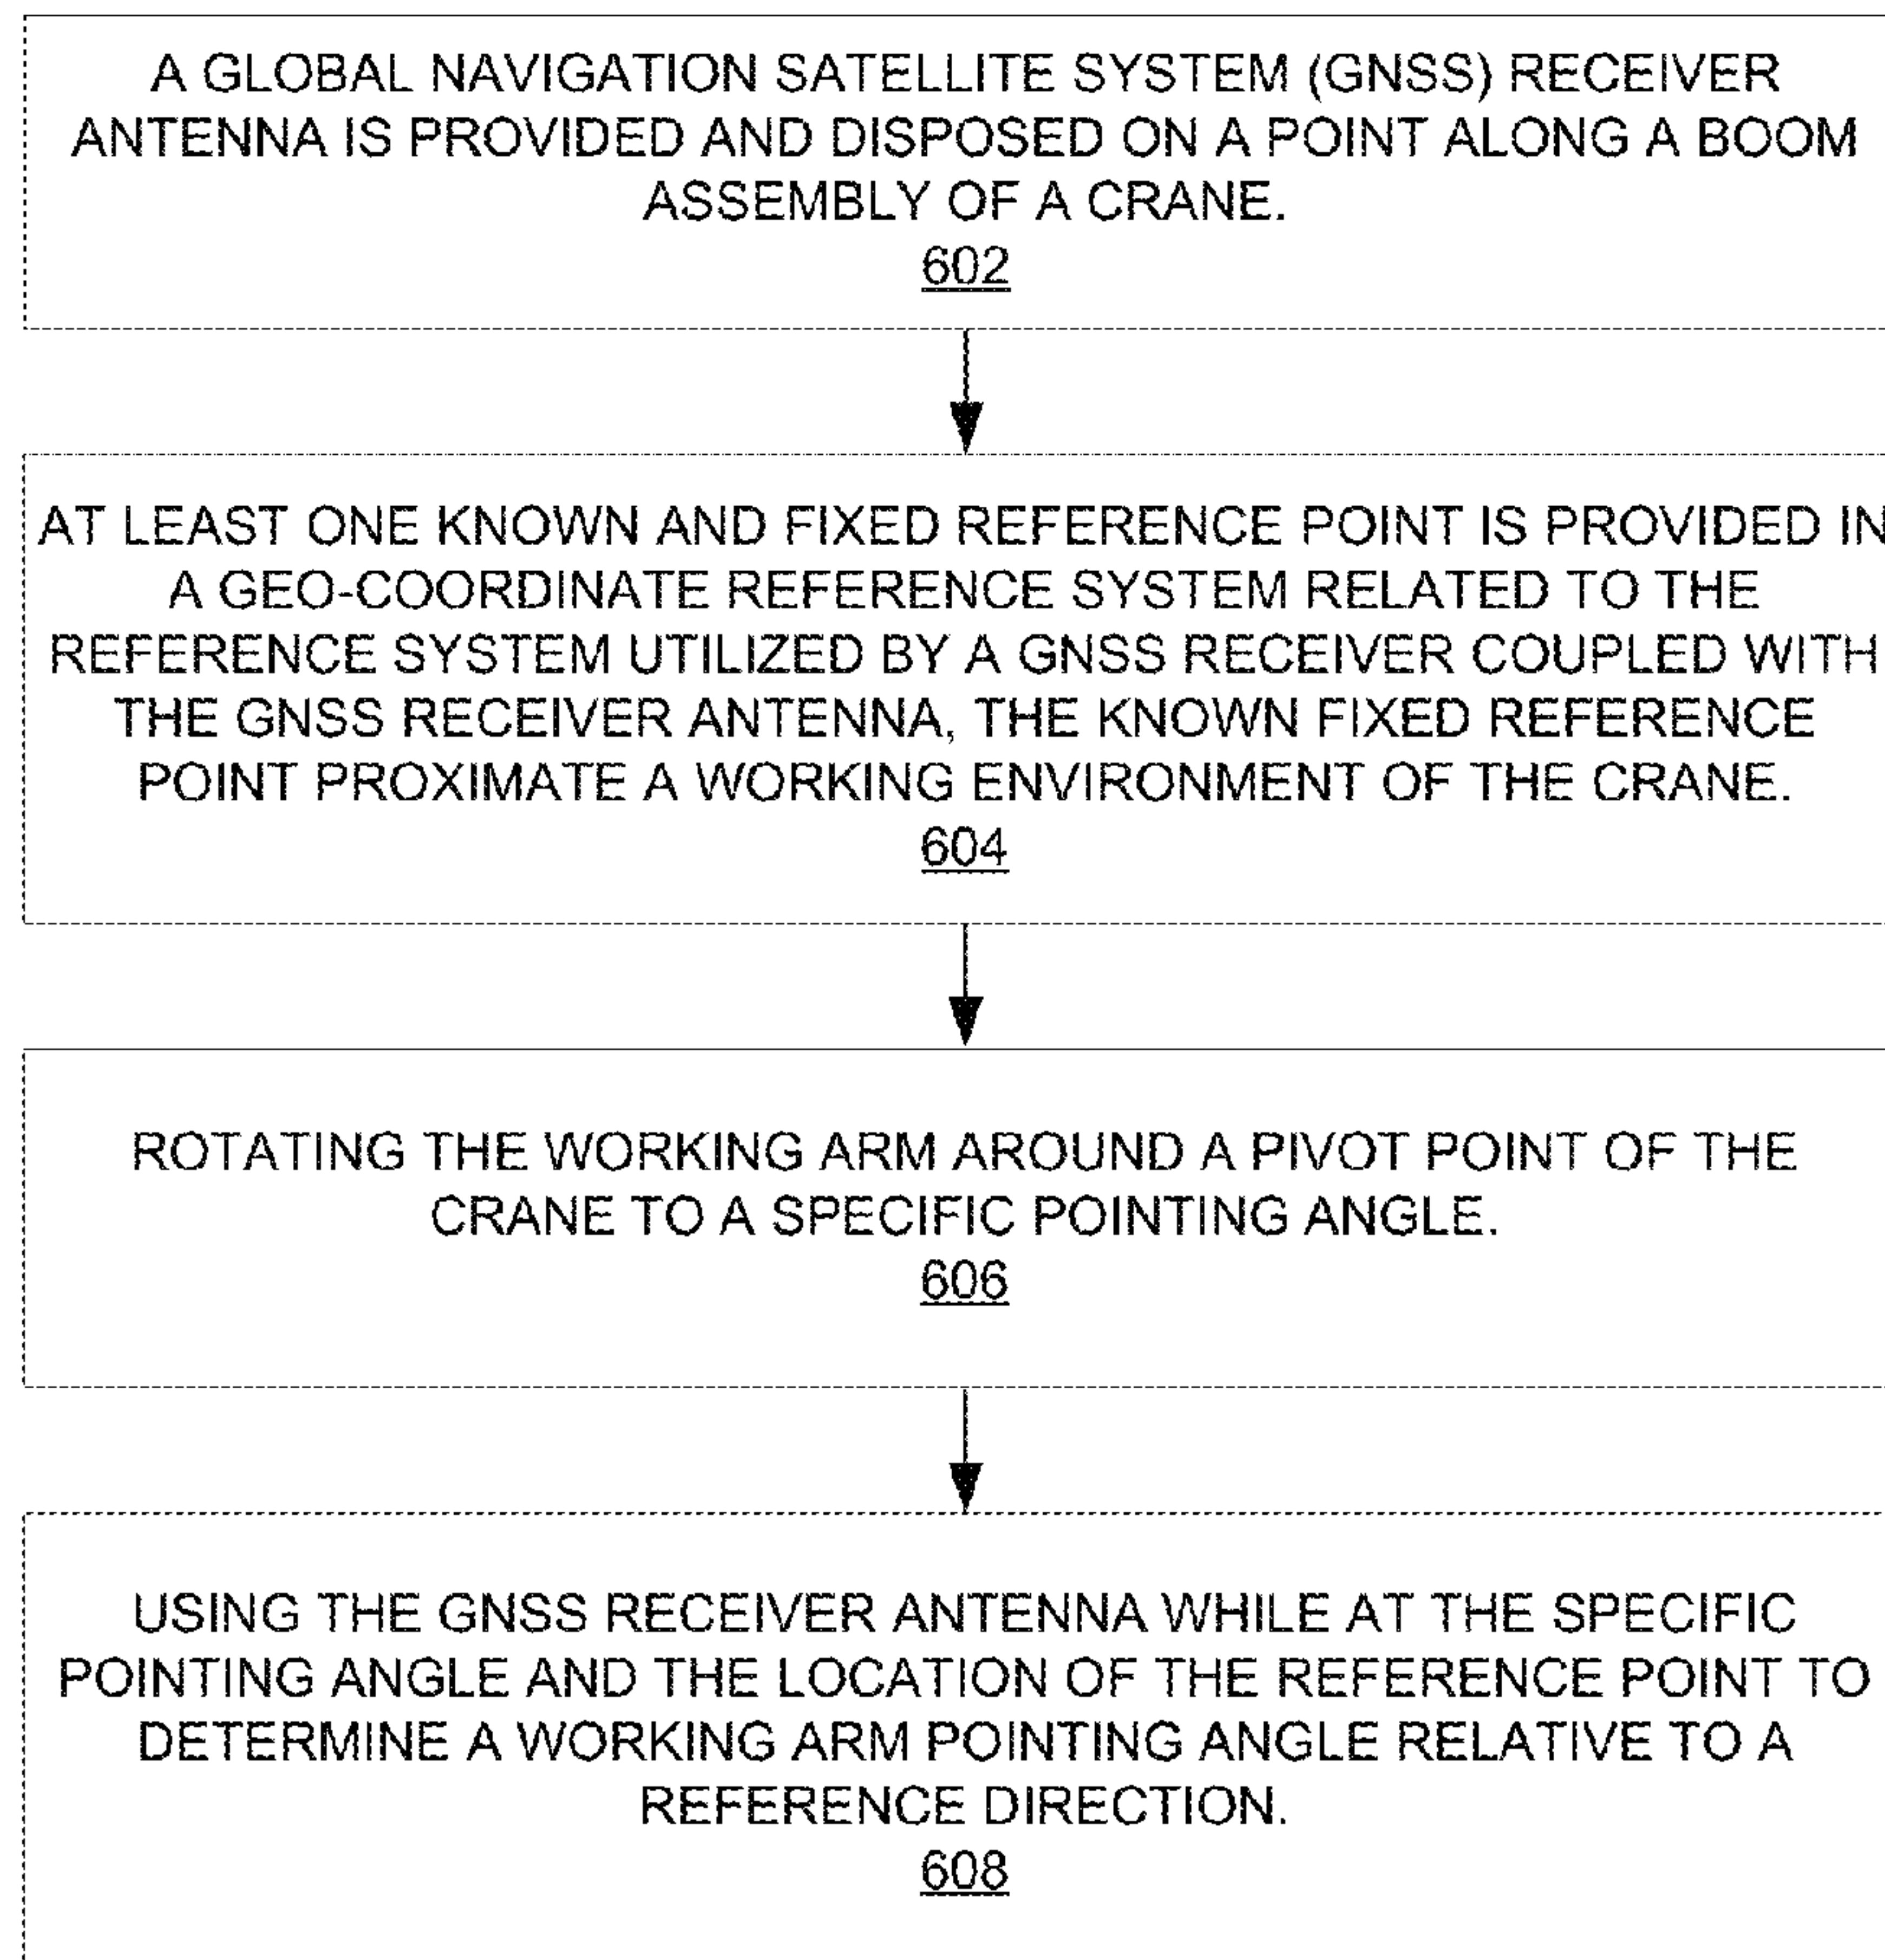 A GLOBAL NAVIGATION SATELLITE SYSTEM (GNSS) RECEIVER
ANTENNA IS PROVIDED AND DISPOSED ON A POINT ALONG A BOOM
ASSEMBLY OF A CRANE.
602
AT LEAST ONE KNOWN AND FIXED REFERENCE POINT IS PROVIDED IN
A GEO-COORDINATE REFERENCE SYSTEM RELATED TO THE
REFERENCE SYSTEM UTILIZED BY A GNSS RECEIVER COUPLED WITH
THE GNSS RECEIVER ANTENNA, THE KNOWN FIXED REFERENCE
POINT PROXIMATE A WORKING ENVIRONMENT OF THE CRANE.
604
ROTATING THE WORKING ARM AROUND A PIVOT POINT OF THE
CRANE TO A SPECIFIC POINTING ANGLE.
606
USING THE GNSS RECEIVER ANTENNA WHILE AT THE SPECIFIC
POINTING ANGLE AND THE LOCATION OF THE REFERENCE POINT TO
DETERMINE A WORKING ARM POINTING ANGLE RELATIVE TO A
REFERENCE DIRECTION.
608